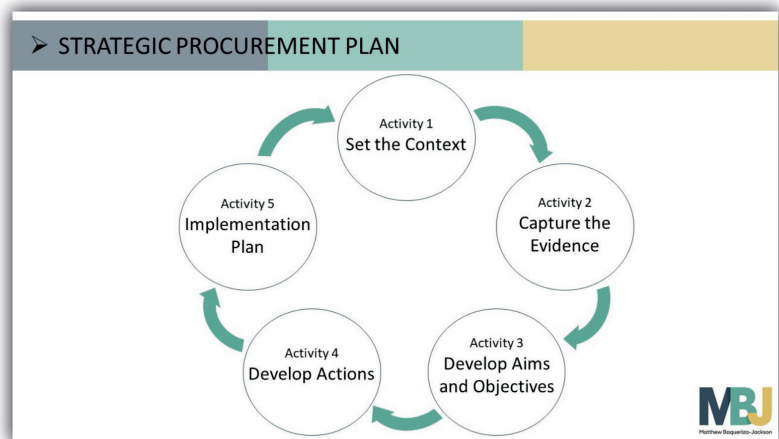 ➢ STRATEGIC PROCUREMENT PLAN
Activity 1
Set the Context
Activity 2
Capture the
Evidence
Activity 3
Develop Aims
and Objectives
Activity 4
Develop Actions
Activity 5
Implementation
Plan
MBJ
Matthew Baqueriza-Jackson